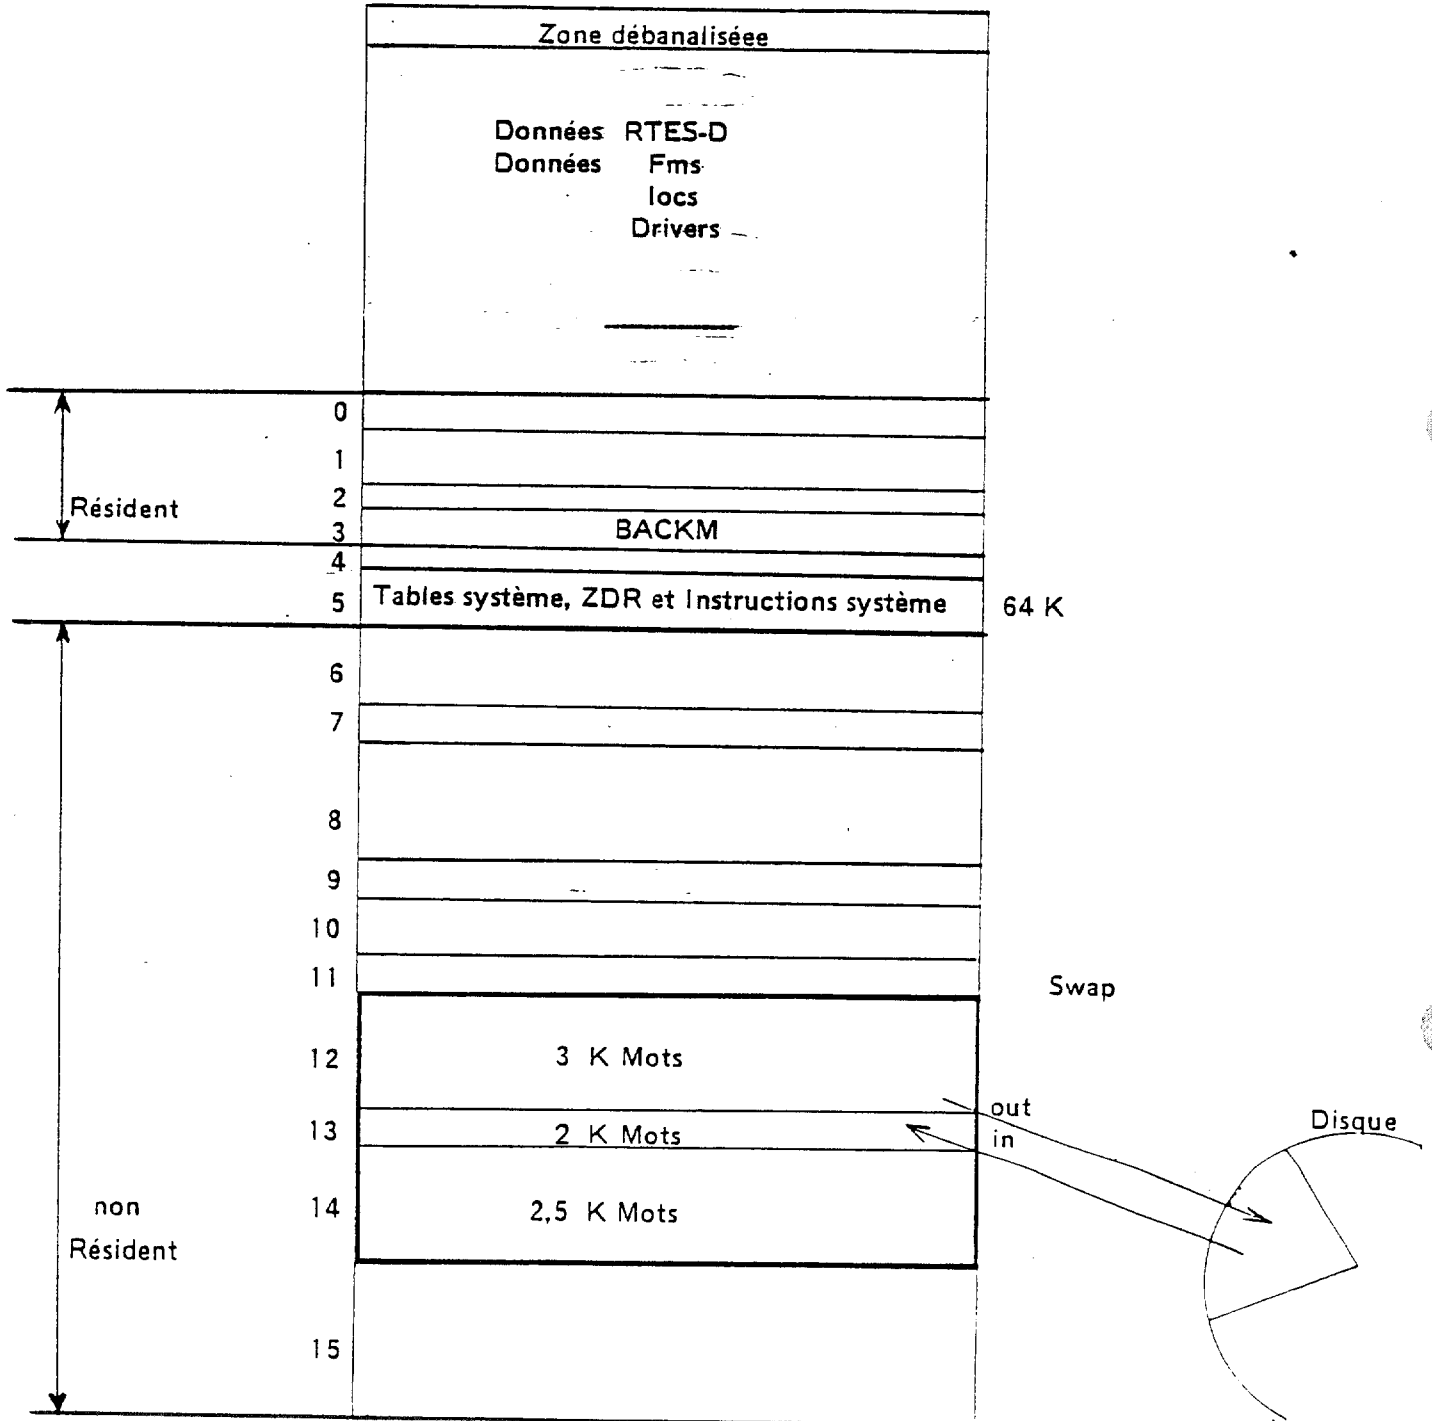 Zone débanaliséee
Données RTES-D
Données Fms
Iocs
Drivers
0
1
2
Résident
3
BACKM
4
5
Tables système, ZDR et Instructions système
64 K
6
7
8
9
10
11
Swap
12
3 K Mots
out
13
2 K Mots
in
Disque
14
2,5 K Mots
non
Résident
15